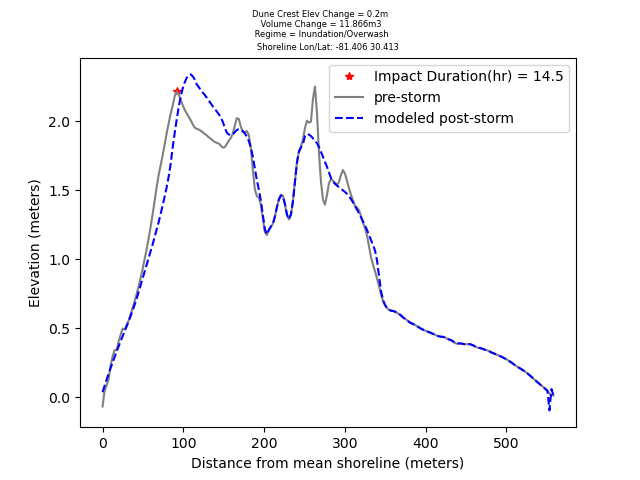 Dune Crest Elev Change = 0.2m
Volume Change = 11.866m3
Regime = Inundation/Overwash
Shoreline Lon/Lat: -81.406 30.413
Impact Duration(hr) = 14.5
pre-storm
modeled post-storm
Elevation (meters)
2.0
1.5
1.0
0.5
0.0
0 100 200 300 400 500
Distance from mean shoreline (meters)